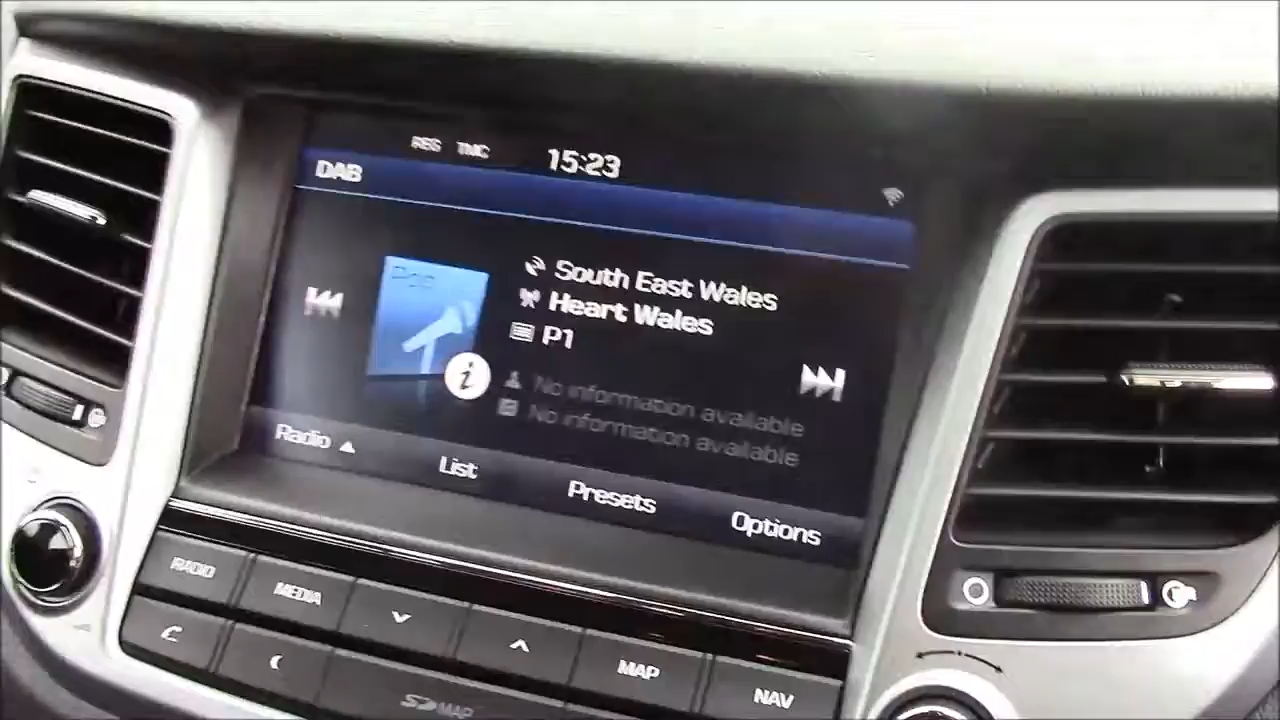 REG TMC 15:23
DAB
South East Wales
Heart Wales
P1
No information available
No information available
Radio ▲
List
Presets
Options
RADIO
MEDIA
MAP
NAV
SD MAP